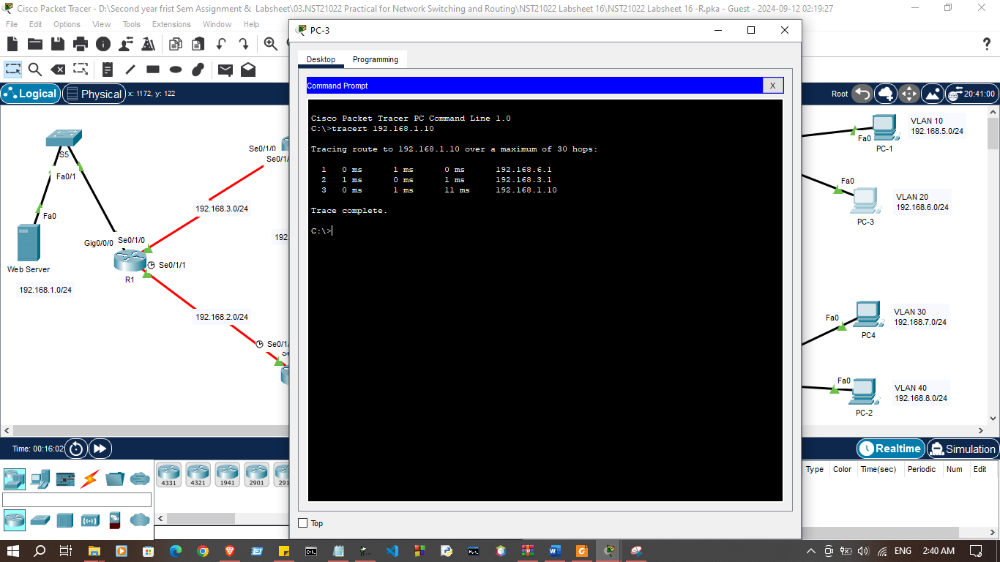 Cisco Packet Tracer - D:\Second year frist Sem Assignment & Labsheet\03.NST21022 Practical for Network Switching and Routing\NST21022 Labsheet 16\NST21022 Labsheet 16 -R.pka - Guest - 2024-09-12 02:19:27
File Edit Options View Tools Extensions Window Help
PC-3
Desktop Programming
Command Prompt X
Logical Physical x: 1172, y: 122
Root 20:41:00
Cisco Packet Tracer PC Command Line 1.0
C:\>tracert 192.168.1.10
Tracing route to 192.168.1.10 over a maximum of 30 hops:
1 0 ms 1 ms 0 ms 192.168.6.1
2 1 ms 0 ms 1 ms 192.168.3.1
3 0 ms 1 ms 11 ms 192.168.1.10
Trace complete.
C:\>
S5
Fa0/1
Fa0
Web Server
192.168.1.0/24
Gig0/0/0
Se0/1/0
Se0/1/1
R1
192.168.3.0/24
192.168.2.0/24
Se0/1/0
VLAN 10
192.168.5.0/24
Fa0
PC-1
Fa0
VLAN 20
192.168.6.0/24
PC-3
Fa0
VLAN 30
192.168.7.0/24
PC4
Fa0
VLAN 40
192.168.8.0/24
PC-2
Time: 00:16:02
Realtime Simulation
4331 4321 1941 2901
Type Color Time(sec) Periodic Num Edit
Top
ENG 2:40 AM